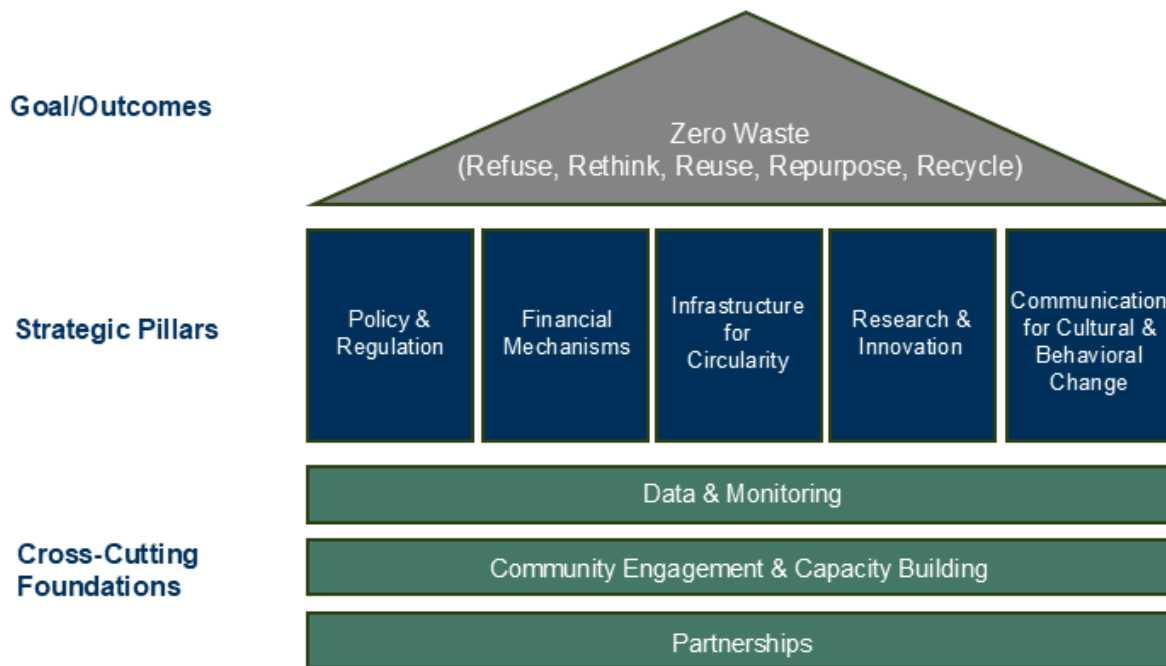 Goal/Outcomes
Zero Waste
(Refuse, Rethink, Reuse, Repurpose, Recycle)
Strategic Pillars
Policy &
Regulation
Financial
Mechanisms
Infrastructure
for
Circularity
Research &
Innovation
Communication
for Cultural &
Behavioral
Change
Cross-Cutting
Foundations
Data & Monitoring
Community Engagement & Capacity Building
Partnerships